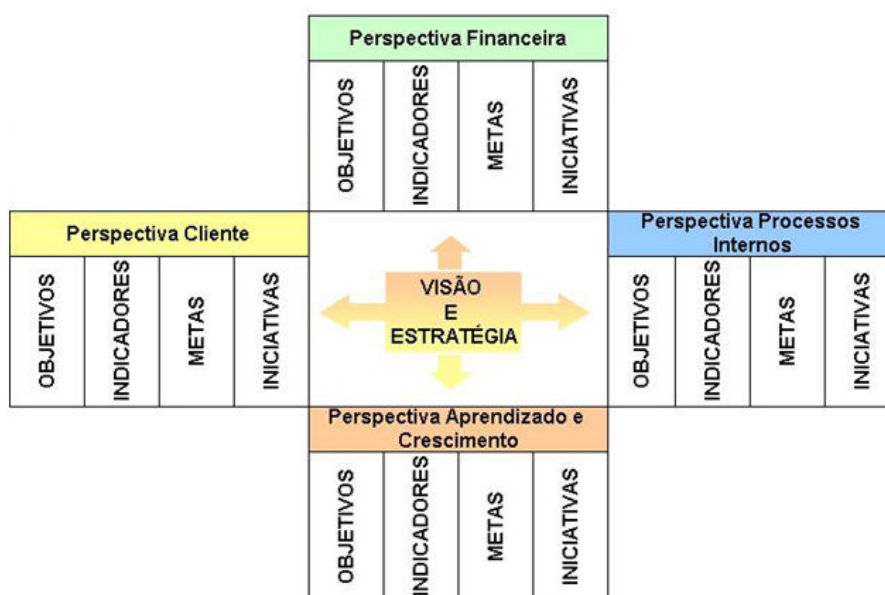 Perspectiva Financeira
OBJETIVOS
INDICADORES
METAS
INICIATIVAS
Perspectiva Cliente
OBJETIVOS
INDICADORES
METAS
INICIATIVAS
VISÃO
E
ESTRATÉGIA
Perspectiva Processos
Internos
OBJETIVOS
INDICADORES
METAS
INICIATIVAS
Perspectiva Aprendizado e
Crescimento
OBJETIVOS
INDICADORES
METAS
INICIATIVAS